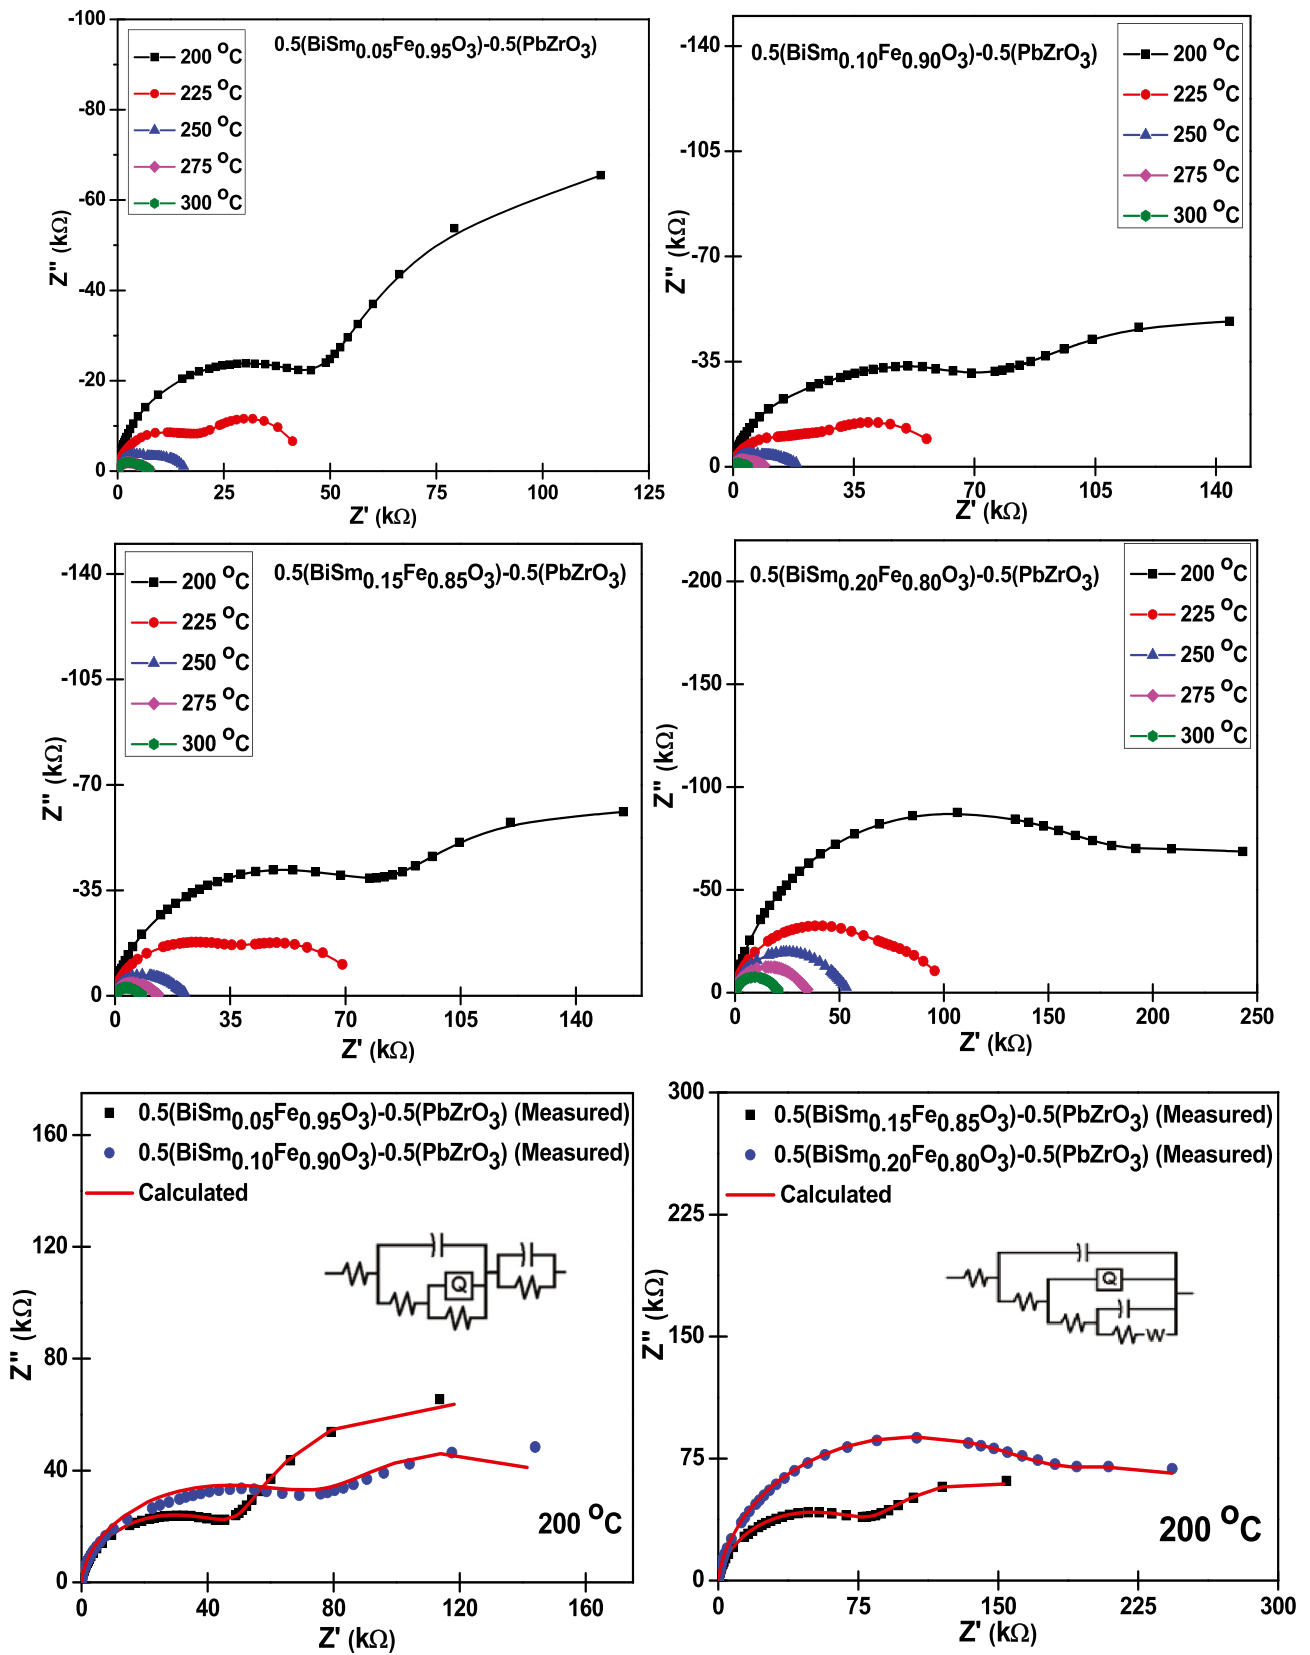 0.5(BiSm0.05Fe0.95O3)-0.5(PbZrO3)
200 °C
225 °C
250 °C
275 °C
300 °C
-100
-80
-60
-40
-20
0
Z'' (kΩ)
0 25 50 75 100 125
Z' (kΩ)
0.5(BiSm0.10Fe0.90O3)-0.5(PbZrO3)
200 °C
225 °C
250 °C
275 °C
300 °C
-140
-105
-70
-35
0
Z'' (kΩ)
0 35 70 105 140
Z' (kΩ)
0.5(BiSm0.15Fe0.85O3)-0.5(PbZrO3)
200 °C
225 °C
250 °C
275 °C
300 °C
-140
-105
-70
-35
0
Z'' (kΩ)
0 35 70 105 140
Z' (kΩ)
0.5(BiSm0.20Fe0.80O3)-0.5(PbZrO3)
200 °C
225 °C
250 °C
275 °C
300 °C
-200
-150
-100
-50
0
Z'' (kΩ)
0 50 100 150 200 250
Z' (kΩ)
0.5(BiSm0.05Fe0.95O3)-0.5(PbZrO3) (Measured)
0.5(BiSm0.10Fe0.90O3)-0.5(PbZrO3) (Measured)
Calculated
Q
200 °C
160
120
80
40
0
Z'' (kΩ)
0 40 80 120 160
Z' (kΩ)
0.5(BiSm0.15Fe0.85O3)-0.5(PbZrO3) (Measured)
0.5(BiSm0.20Fe0.80O3)-0.5(PbZrO3) (Measured)
Calculated
Q
W
200 °C
300
225
150
75
0
Z'' (kΩ)
0 75 150 225 300
Z' (kΩ)